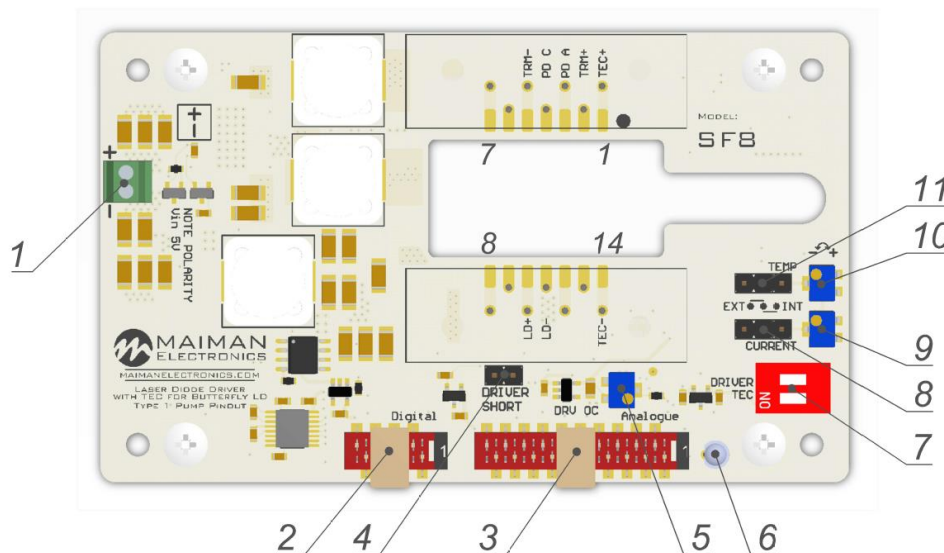 TRM-
PD C
PD A
TRM+
TEC+
MODEL:
SF8
7
1
+
-
+
-
NOTE POLARITY
Vin 5V
1
8
14
LD+
LD-
TEC-
11
10
- +
TEMP
EXT INT
CURRENT
9
8
MAIMAN
ELECTRONICS
MAIMANELECTRONICS.COM
LASER DIODE DRIVER
WITH TEC FOR BUTTERFLY LD
TYPE 1: PUMP PINOUT
DRIVER
SHORT
DRV OC
DRIVER
TEC
ON
7
Digital
Analogue
1
1
2
4
3
5
6